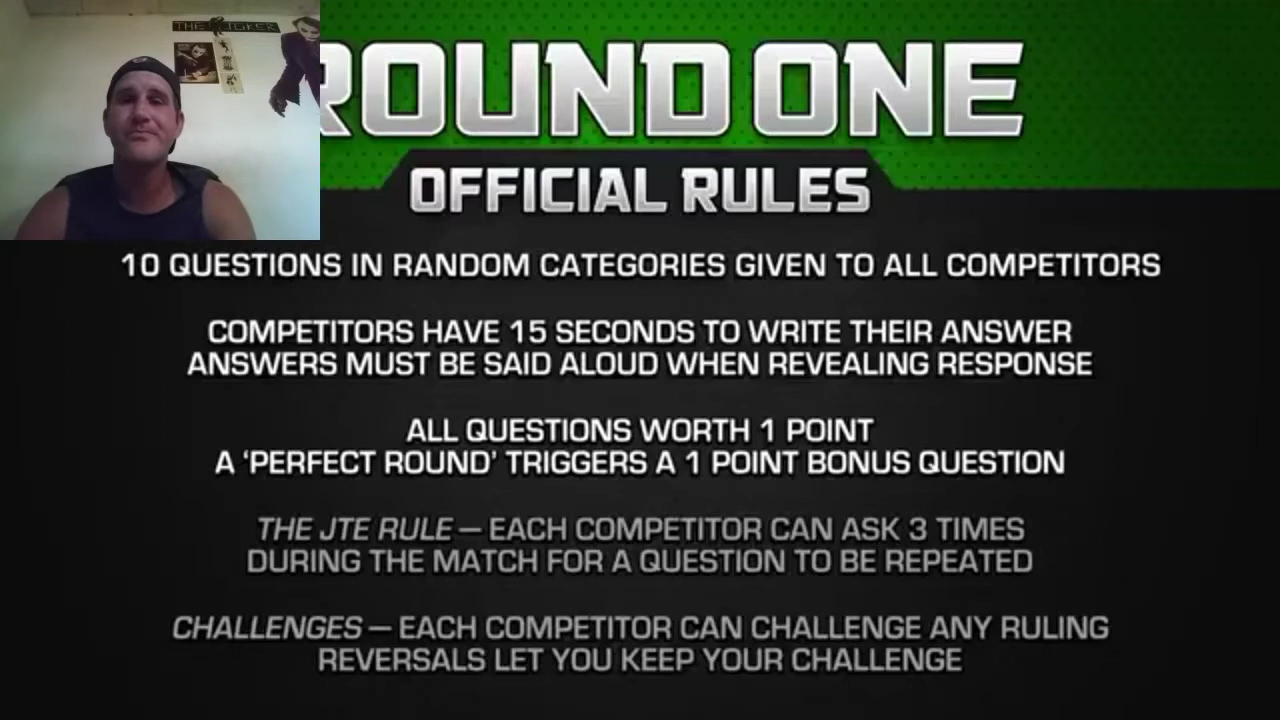 THE JOKER
ROUND ONE
OFFICIAL RULES
10 QUESTIONS IN RANDOM CATEGORIES GIVEN TO ALL COMPETITORS
COMPETITORS HAVE 15 SECONDS TO WRITE THEIR ANSWER
ANSWERS MUST BE SAID ALOUD WHEN REVEALING RESPONSE
ALL QUESTIONS WORTH 1 POINT
A ‘PERFECT ROUND’ TRIGGERS A 1 POINT BONUS QUESTION
THE JTE RULE – EACH COMPETITOR CAN ASK 3 TIMES
DURING THE MATCH FOR A QUESTION TO BE REPEATED
CHALLENGES – EACH COMPETITOR CAN CHALLENGE ANY RULING
REVERSALS LET YOU KEEP YOUR CHALLENGE